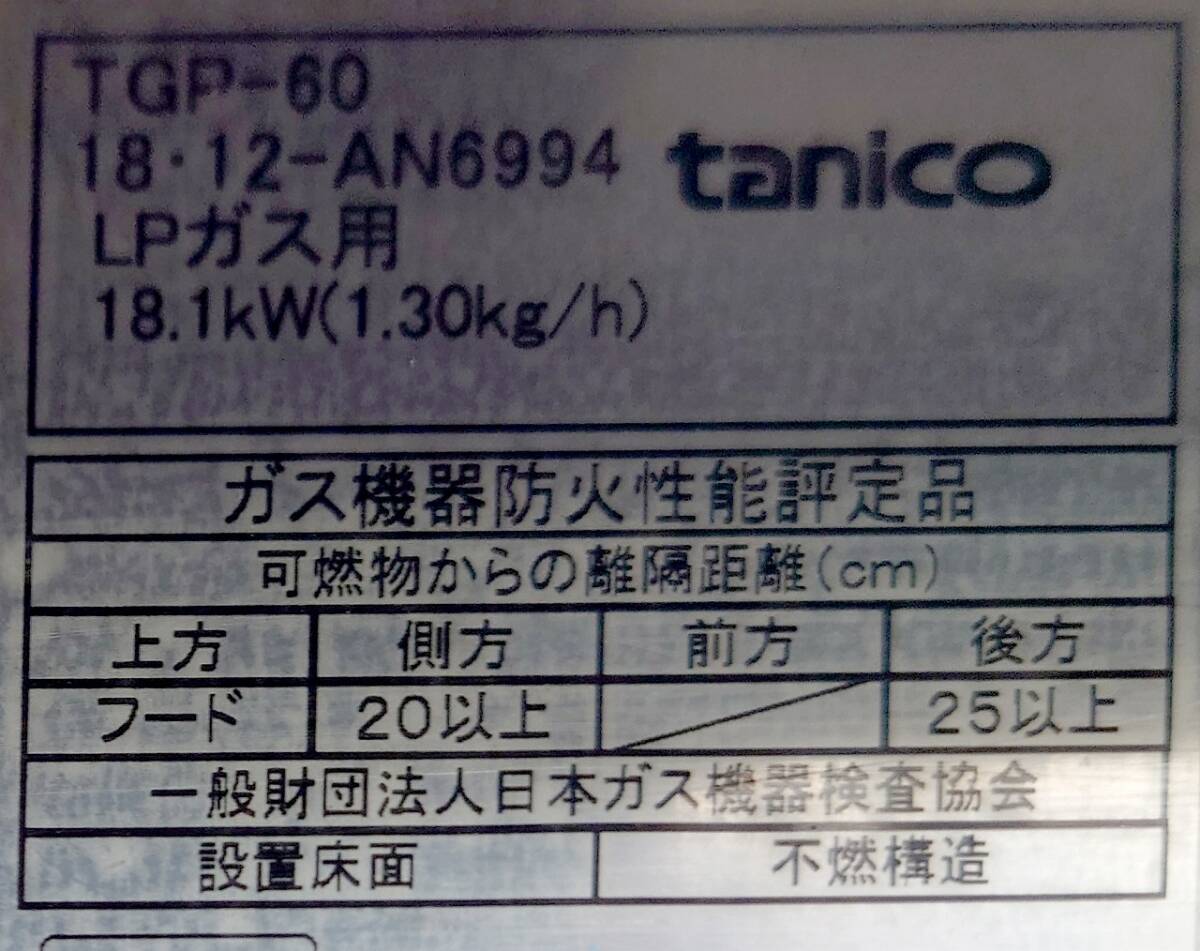 TGP-60
18・12-AN6994
tanico
LPガス用
18.1kW(1.30kg/h)
ガス機器防火性能評定品
可燃物からの離隔距離(cm)
上方 側方 前方 後方
フード 20以上 25以上
一般財団法人日本ガス機器検査協会
設置床面 不燃構造